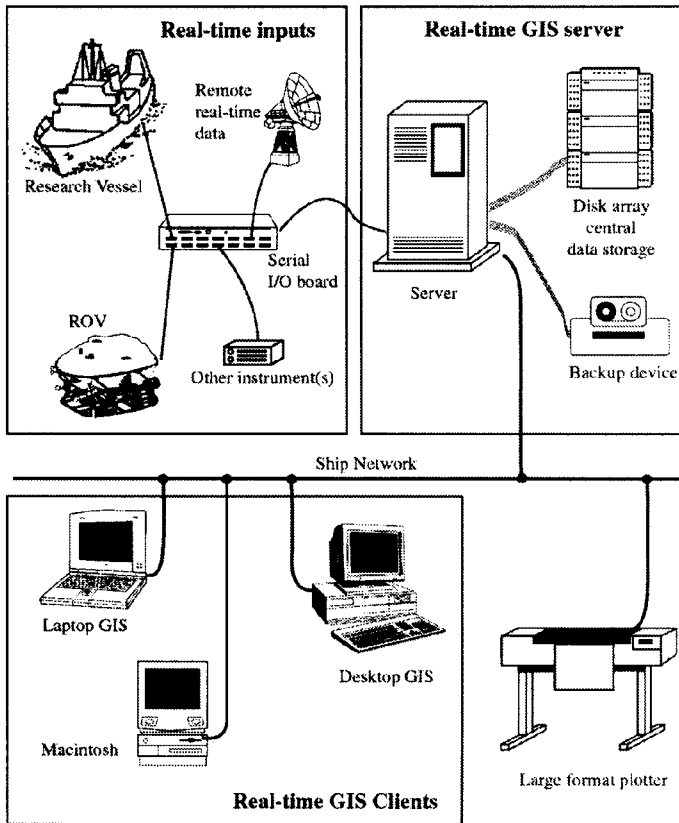 Real-time inputs
Remote
real-time
data
Research Vessel
Serial
I/O board
ROV
Other instrument(s)
Real-time GIS server
Disk array
central
data storage
Server
Backup device
Ship Network
Laptop GIS
Desktop GIS
Macintosh
Real-time GIS Clients
Large format plotter